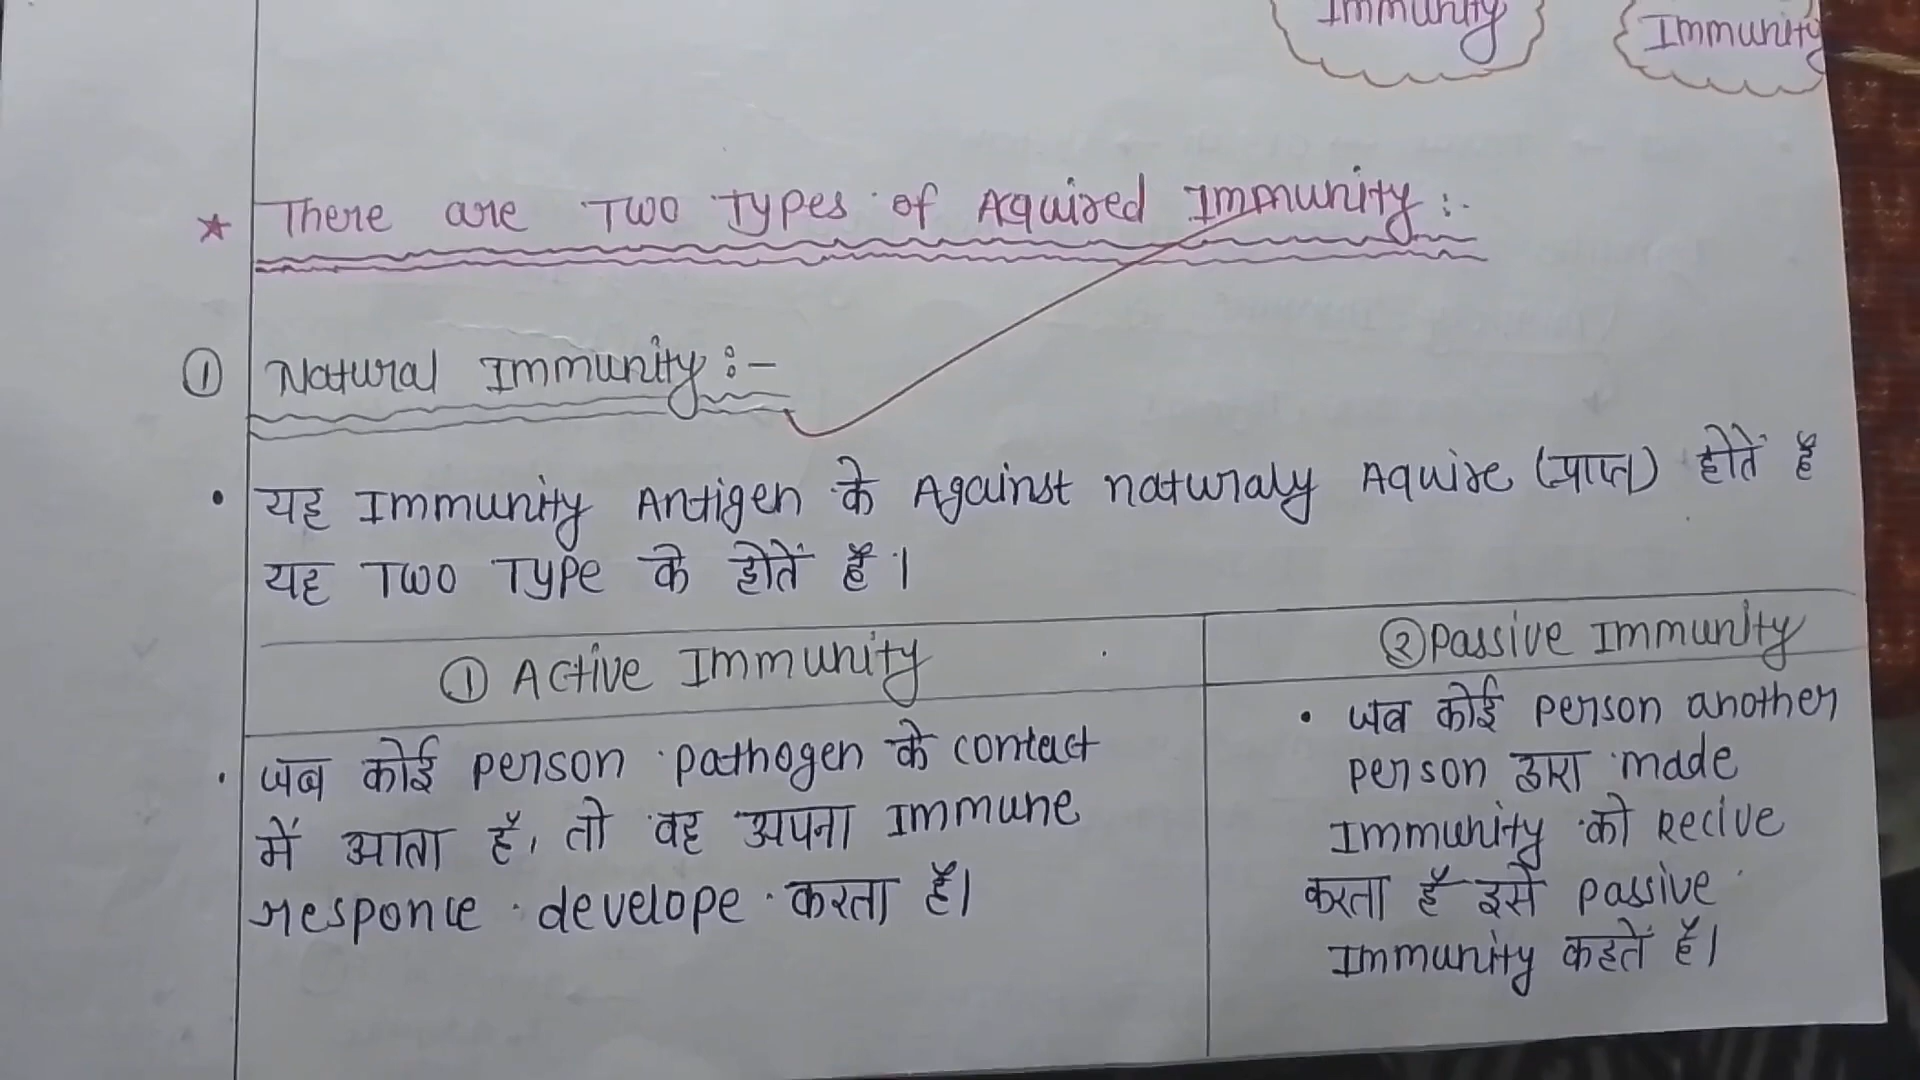 Immunity Immunity
* There are Two Types of Aquired Immunity :-
① Natural Immunity :-
• यह Immunity Antigen के Against naturaly Aquire (प्राप्त) होतें हैं
यह Two Type के होतें हैं।
① Active Immunity
• जब कोई person pathogen के contact
में आता हैं, तो वह अपना Immune
responce develope करता हैं।
② Passive Immunity
• जब कोई person another
person द्वारा made
Immunity को Recive
करता हैं इसे passive
Immunity कहतें हैं।